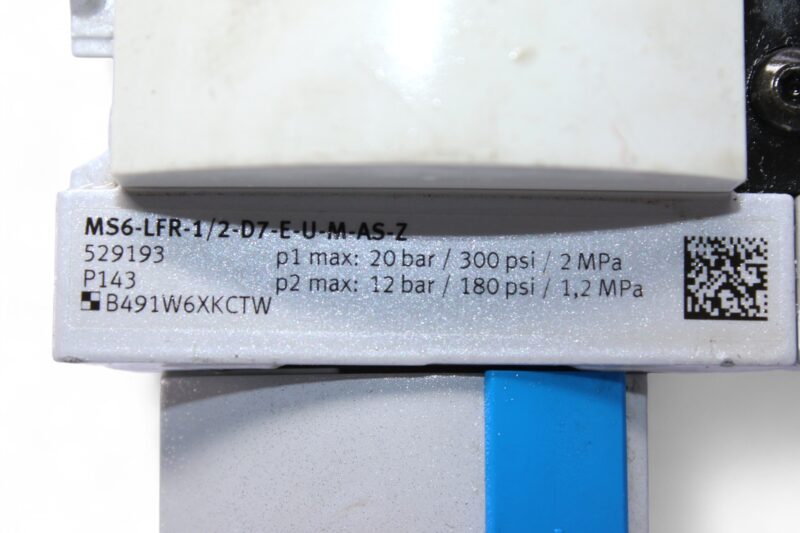 MS6-LFR-1/2-D7-E-U-M-AS-Z
529193
p1 max: 20 bar / 300 psi / 2 MPa
P143
p2 max: 12 bar / 180 psi / 1,2 MPa
B491W6XKCTW